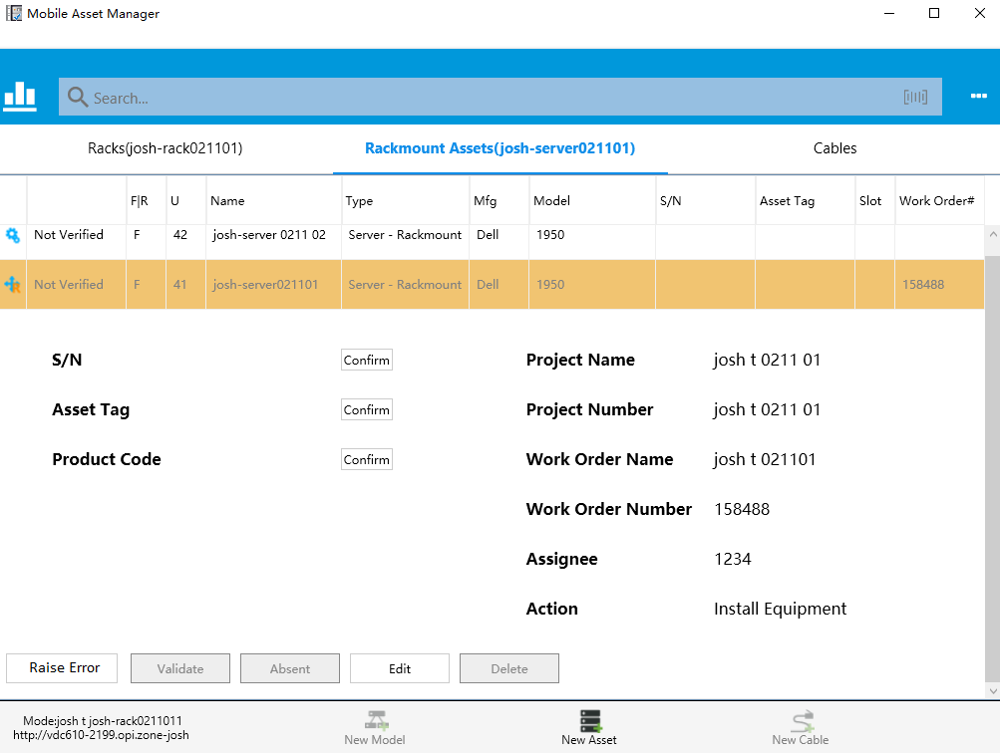 Mobile Asset Manager
Search...
Racks(josh-rack021101) Rackmount Assets(josh-server021101) Cables
F|R U Name Type Mfg Model S/N Asset Tag Slot Work Order#
Not Verified F 42 josh-server 0211 02 Server - Rackmount Dell 1950
Not Verified F 41 josh-server021101 Server - Rackmount Dell 1950 158488
S/N Confirm Project Name josh t 0211 01
Asset Tag Confirm Project Number josh t 0211 01
Product Code Confirm Work Order Name josh t 021101
Work Order Number 158488
Assignee 1234
Action Install Equipment
Raise Error Validate Absent Edit Delete
Mode:josh t josh-rack0211011
http://vdc610-2199.opi.zone-josh
New Model New Asset New Cable